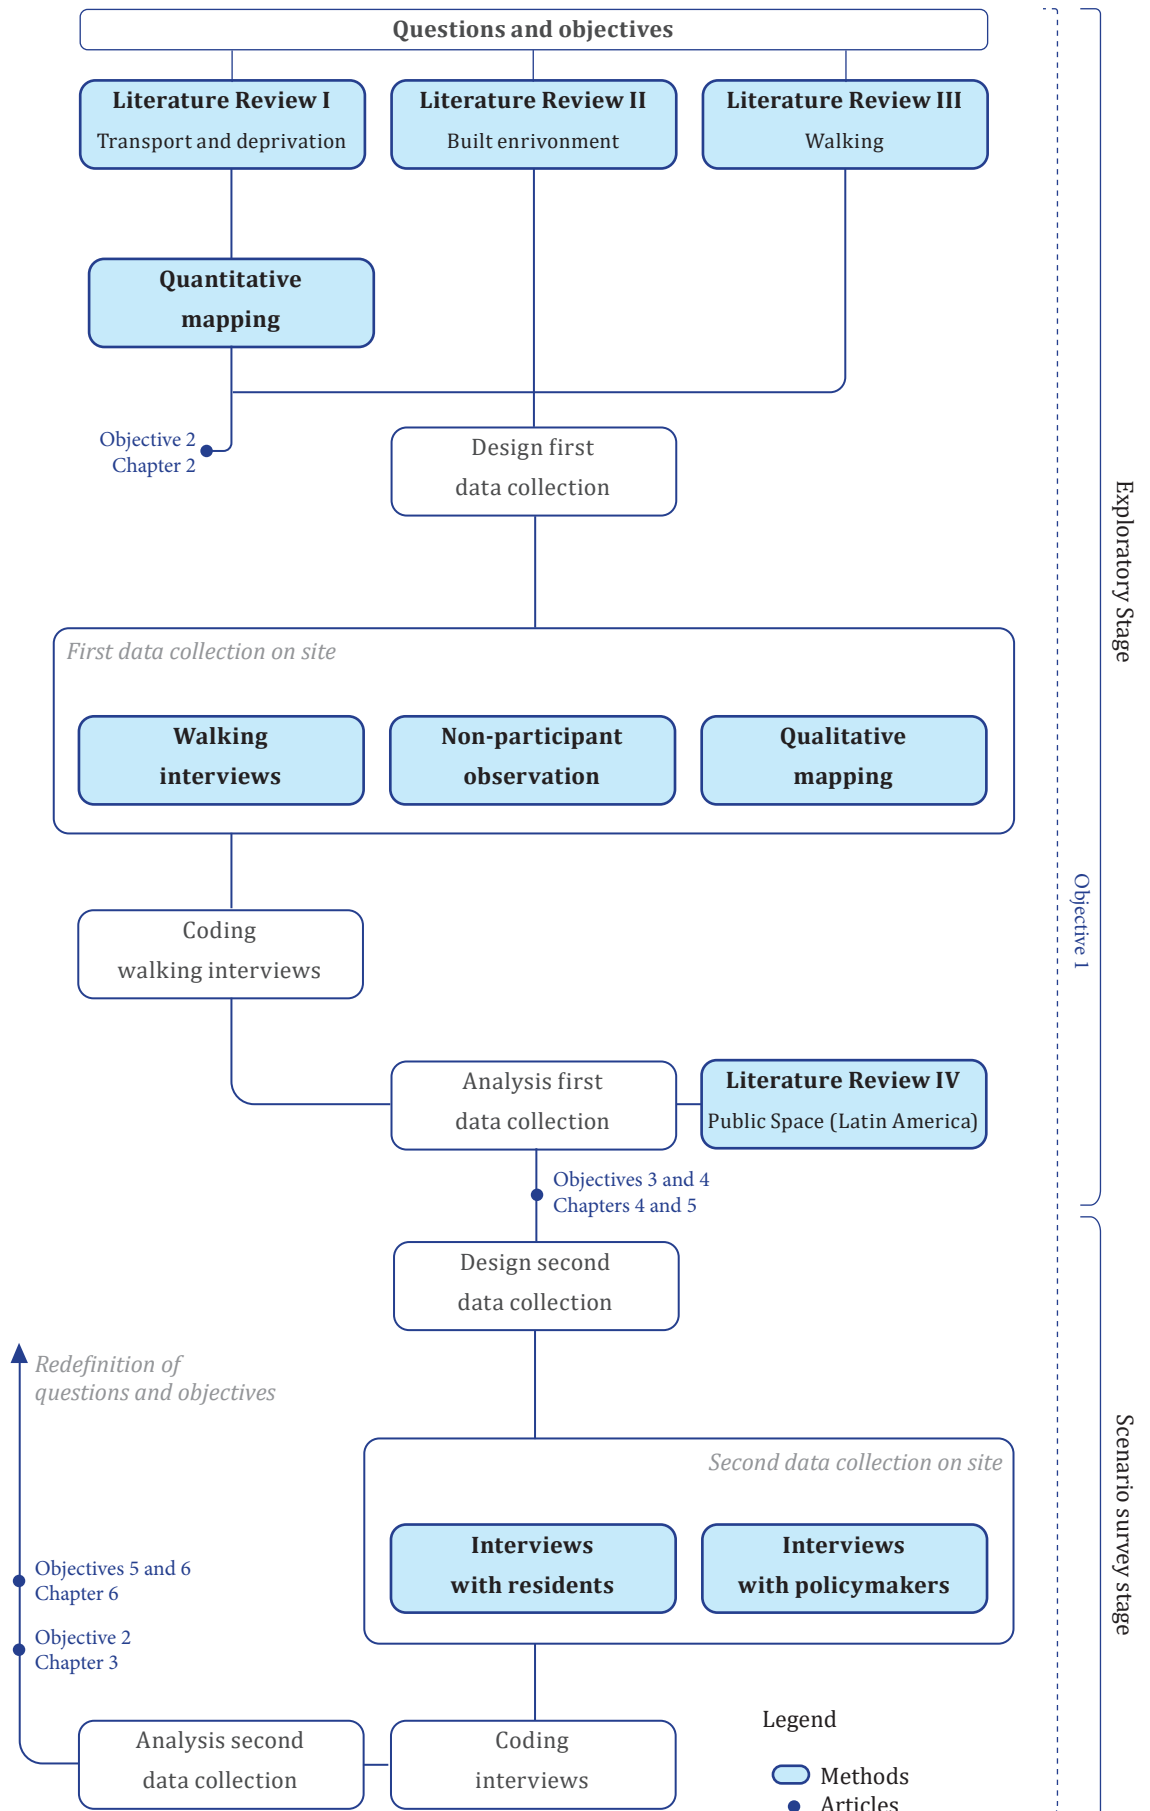 Questions and objectives
Literature Review I
Transport and deprivation
Literature Review II
Built enrivonment
Literature Review III
Walking
Quantitative
mapping
Objective 2
Chapter 2
Design first
data collection
Exploratory Stage
First data collection on site
Walking
interviews
Non-participant
observation
Qualitative
mapping
Objective 1
Coding
walking interviews
Analysis first
data collection
Literature Review IV
Public Space (Latin America)
Objectives 3 and 4
Chapters 4 and 5
Design second
data collection
Redefinition of
questions and objectives
Scenario survey stage
Second data collection on site
Interviews
with residents
Interviews
with policymakers
Objectives 5 and 6
Chapter 6
Objective 2
Chapter 3
Analysis second
data collection
Coding
interviews
Legend
Methods
Articles